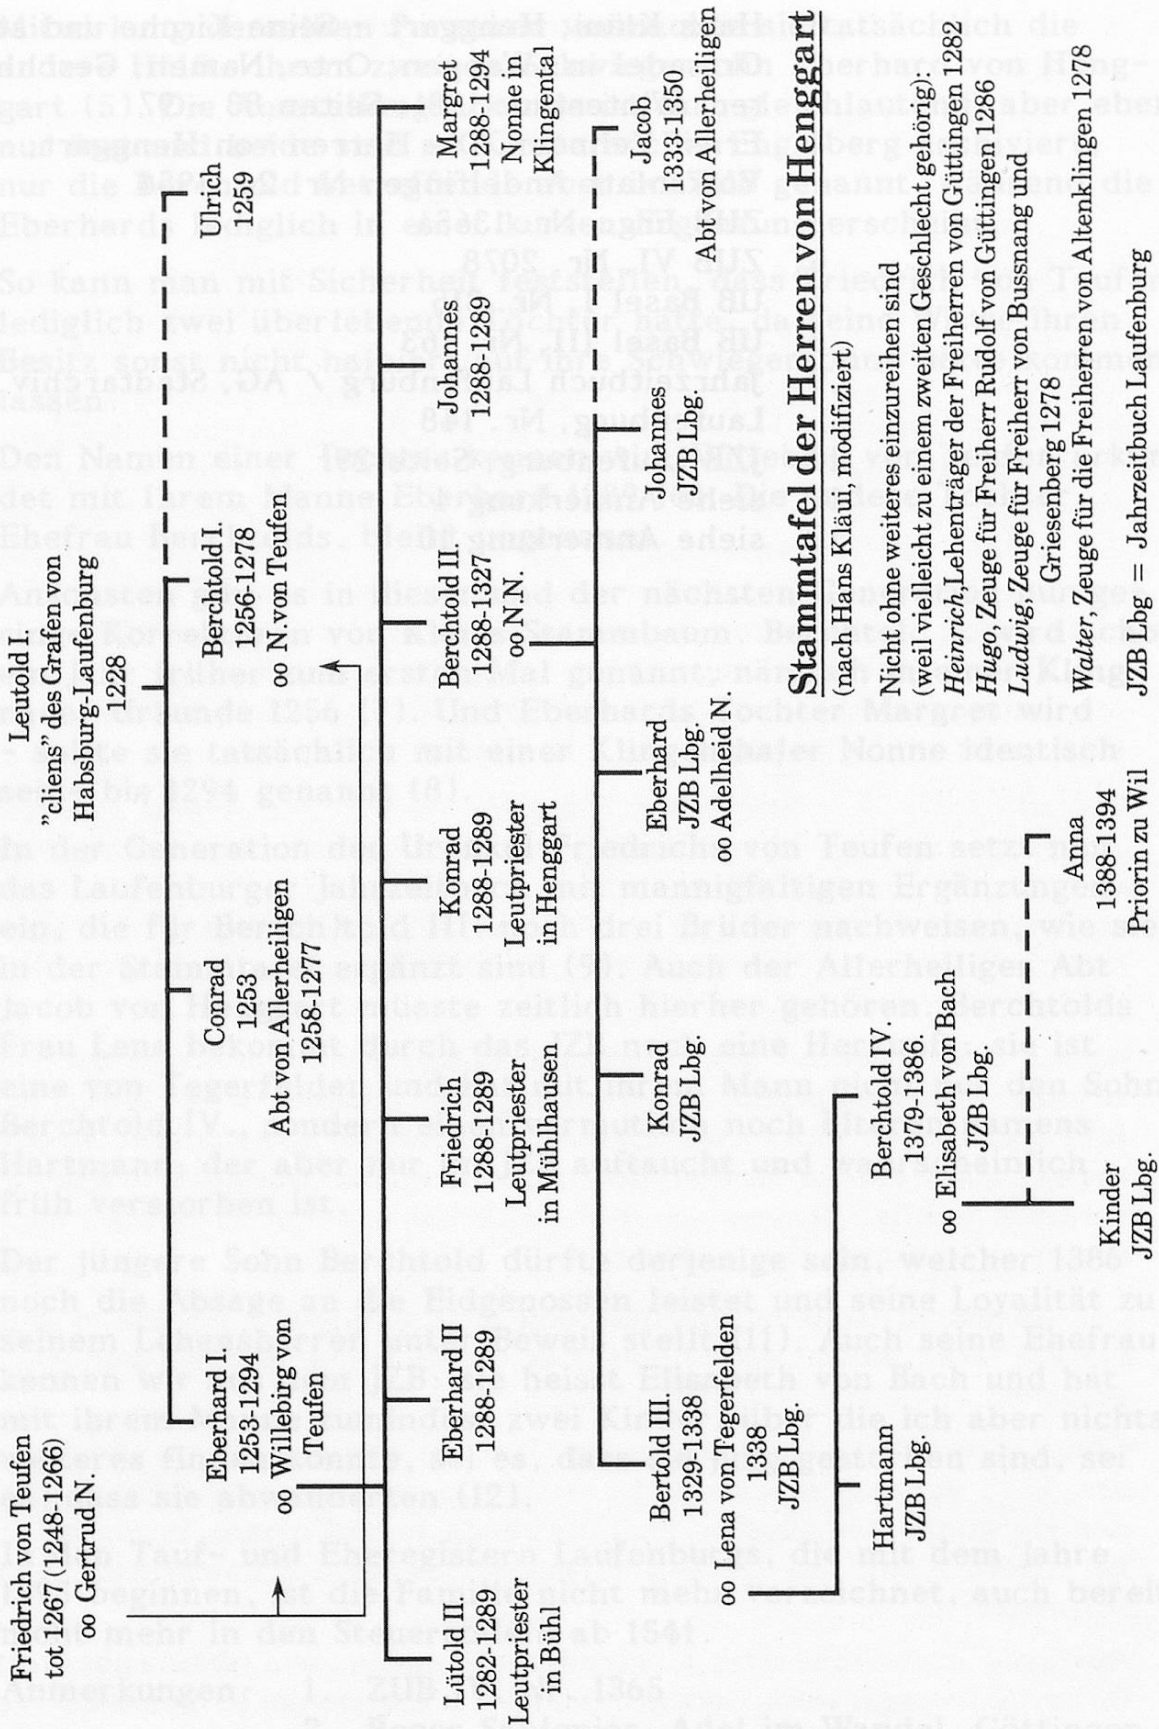 Friedrich von Teufen
tot 1267 (1248-1266)
oo Gertrud N.
Leutold I.
"cliens" des Grafen von
Habsburg-Laufenburg
1228
Eberhard I
1253-1294
oo Willebirg von
Teufen
Conrad
1253
Abt von Allerheiligen
1258-1277
Berchtold I.
1256-1278
oo N. von Teufen
Ulrich
1259
Lütold II
1282-1289
Leutpriester
in Bühl
Eberhard II
1288-1289
Friedrich
1288-1289
Leutpriester
in Mühlhausen
Konrad
1288-1289
Leutpriester
in Henggart
Berchtold II.
1288-1327
oo N.N.
Johannes
1288-1289
Margret
1288-1294
Nonne in
Klingental
Bertold III
1329-1338
oo Lena von Tegerfelden
1338
JZB Lbg.
Konrad
JZB Lbg.
Eberhard
JZB Lbg.
oo Adelheid N.
Johannes
JZB Lbg.
Jacob
1333-1350
Abt von Allerheiligen
Hartmann
JZB Lbg.
Berchtold IV.
1379-1386.
oo Elisabeth von Bach
JZB Lbg.
Kinder
JZB Lbg.
Anna
1388-1394
Priorin zu Wil
Stammtafel der Herren von Henggart
(nach Hans Kläui, modifiziert)
Nicht ohne weiteres einzureihen sind
(weil vielleicht zu einem zweiten Geschlecht gehörig):
Heinrich, Lehenträger der Freiherren von Güttingen 1282
Hugo, Zeuge für Freiherr Rudolf von Güttingen 1286
Ladüg, Zeuge für Freiherr von Bussnang und
Griesenberg 1278
Walter, Zeuge für die Freiherren von Altenklingen 1278
JZB Lbg = Jahrzeitbuch Laufenburg